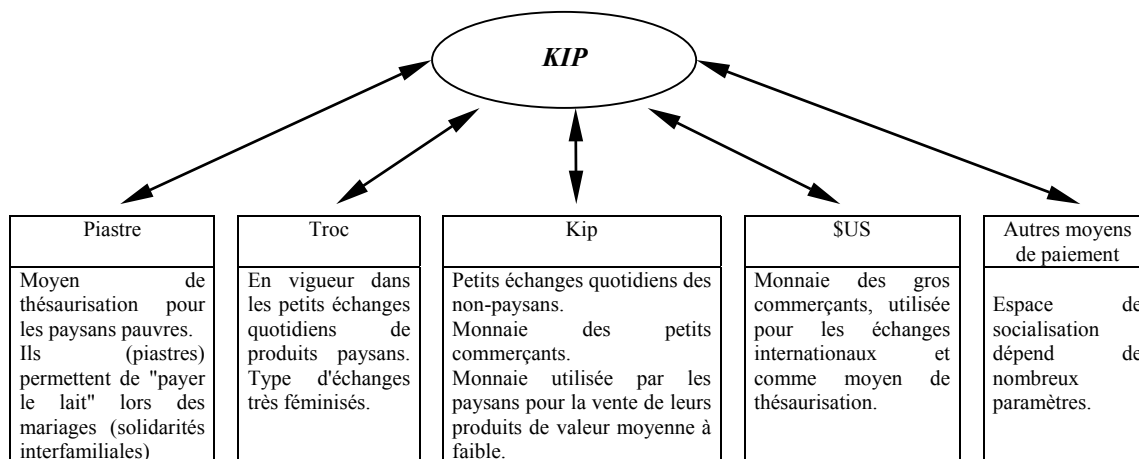 KIP
Piastre
Moyen de
thésaurisation pour
les paysans pauvres.
Ils (piastres)
permettent de "payer
le lait" lors des
mariages (solidarités
interfamiliales)
Troc
En vigueur dans
les petits échanges
quotidiens de
produits paysans.
Type d'échanges
très féminisés.
Kip
Petits échanges quotidiens des
non-paysans.
Monnaie des petits
commerçants.
Monnaie utilisée par les
paysans pour la vente de leurs
produits de valeur moyenne à
faible.
$US
Monnaie des gros
commerçants, utilisée
pour les échanges
internationaux et
comme moyen de
thésaurisation.
Autres moyens
de paiement
Espace de
socialisation
dépend de
nombreux
paramètres.